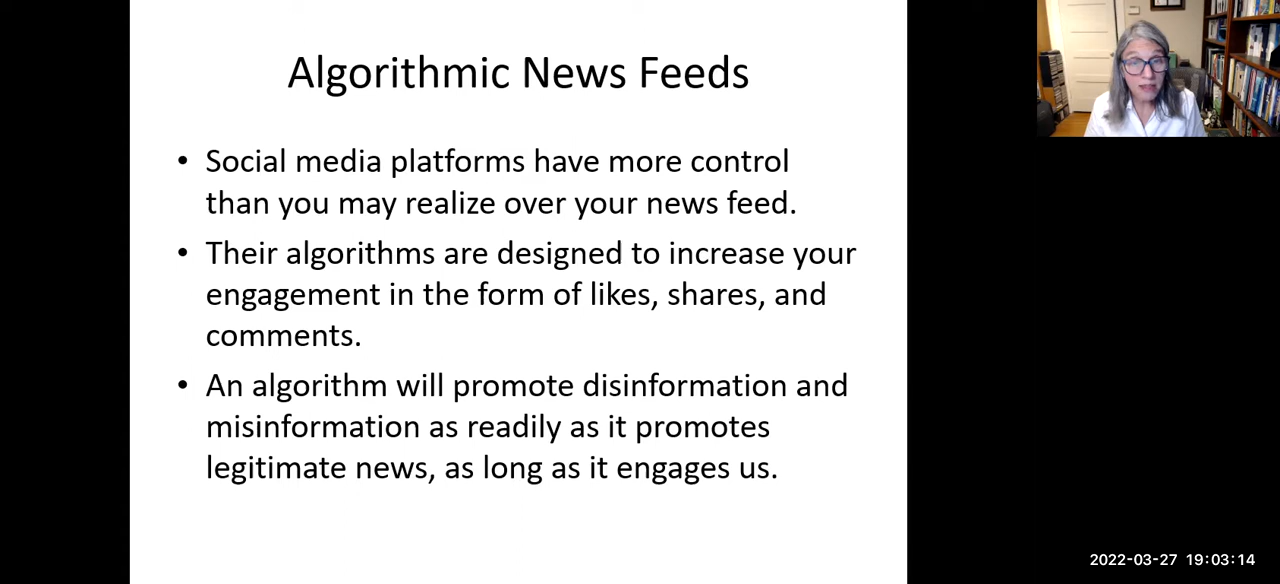 Algorithmic News Feeds
• Social media platforms have more control
than you may realize over your news feed.
• Their algorithms are designed to increase your
engagement in the form of likes, shares, and
comments.
• An algorithm will promote disinformation and
misinformation as readily as it promotes
legitimate news, as long as it engages us.
2022-03-27 19:03:14